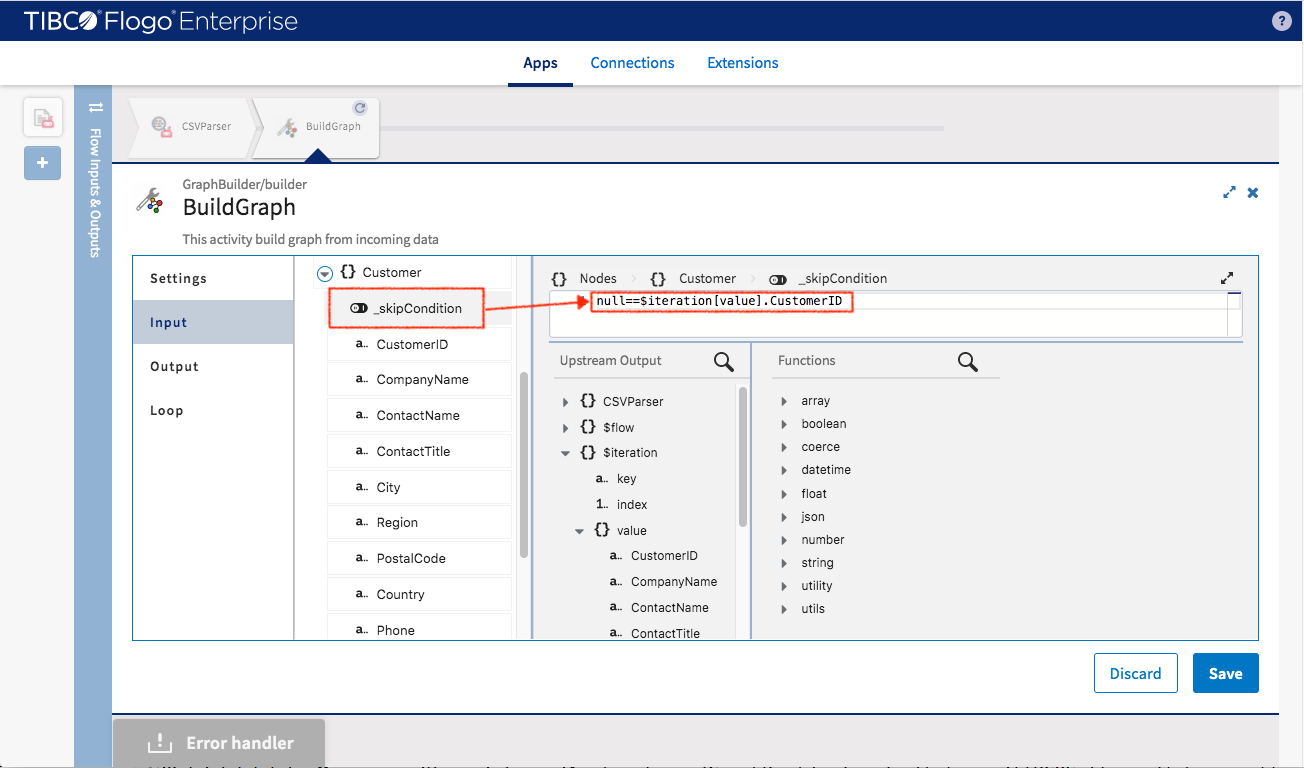 TIBCO® Flogo® Enterprise
?
Apps
Connections
Extensions
Flow Inputs & Outputs
CSVParser
BuildGraph
+
GraphBuilder/builder
BuildGraph
This activity build graph from incoming data
Settings
Input
Output
Loop
{} Customer
_skipCondition
a.. CustomerID
a.. CompanyName
a.. ContactName
a.. ContactTitle
a.. City
a.. Region
a.. PostalCode
a.. Country
a.. Phone
{} Nodes {} Customer _skipCondition
null==$iteration[value].CustomerID
Upstream Output
{} CSVParser
{} $flow
{} $iteration
a.. key
1.. index
{} value
a.. CustomerID
a.. CompanyName
a.. ContactName
a.. ContactTitle
Functions
array
boolean
coerce
datetime
float
json
number
string
utility
utils
Discard
Save
Error handler